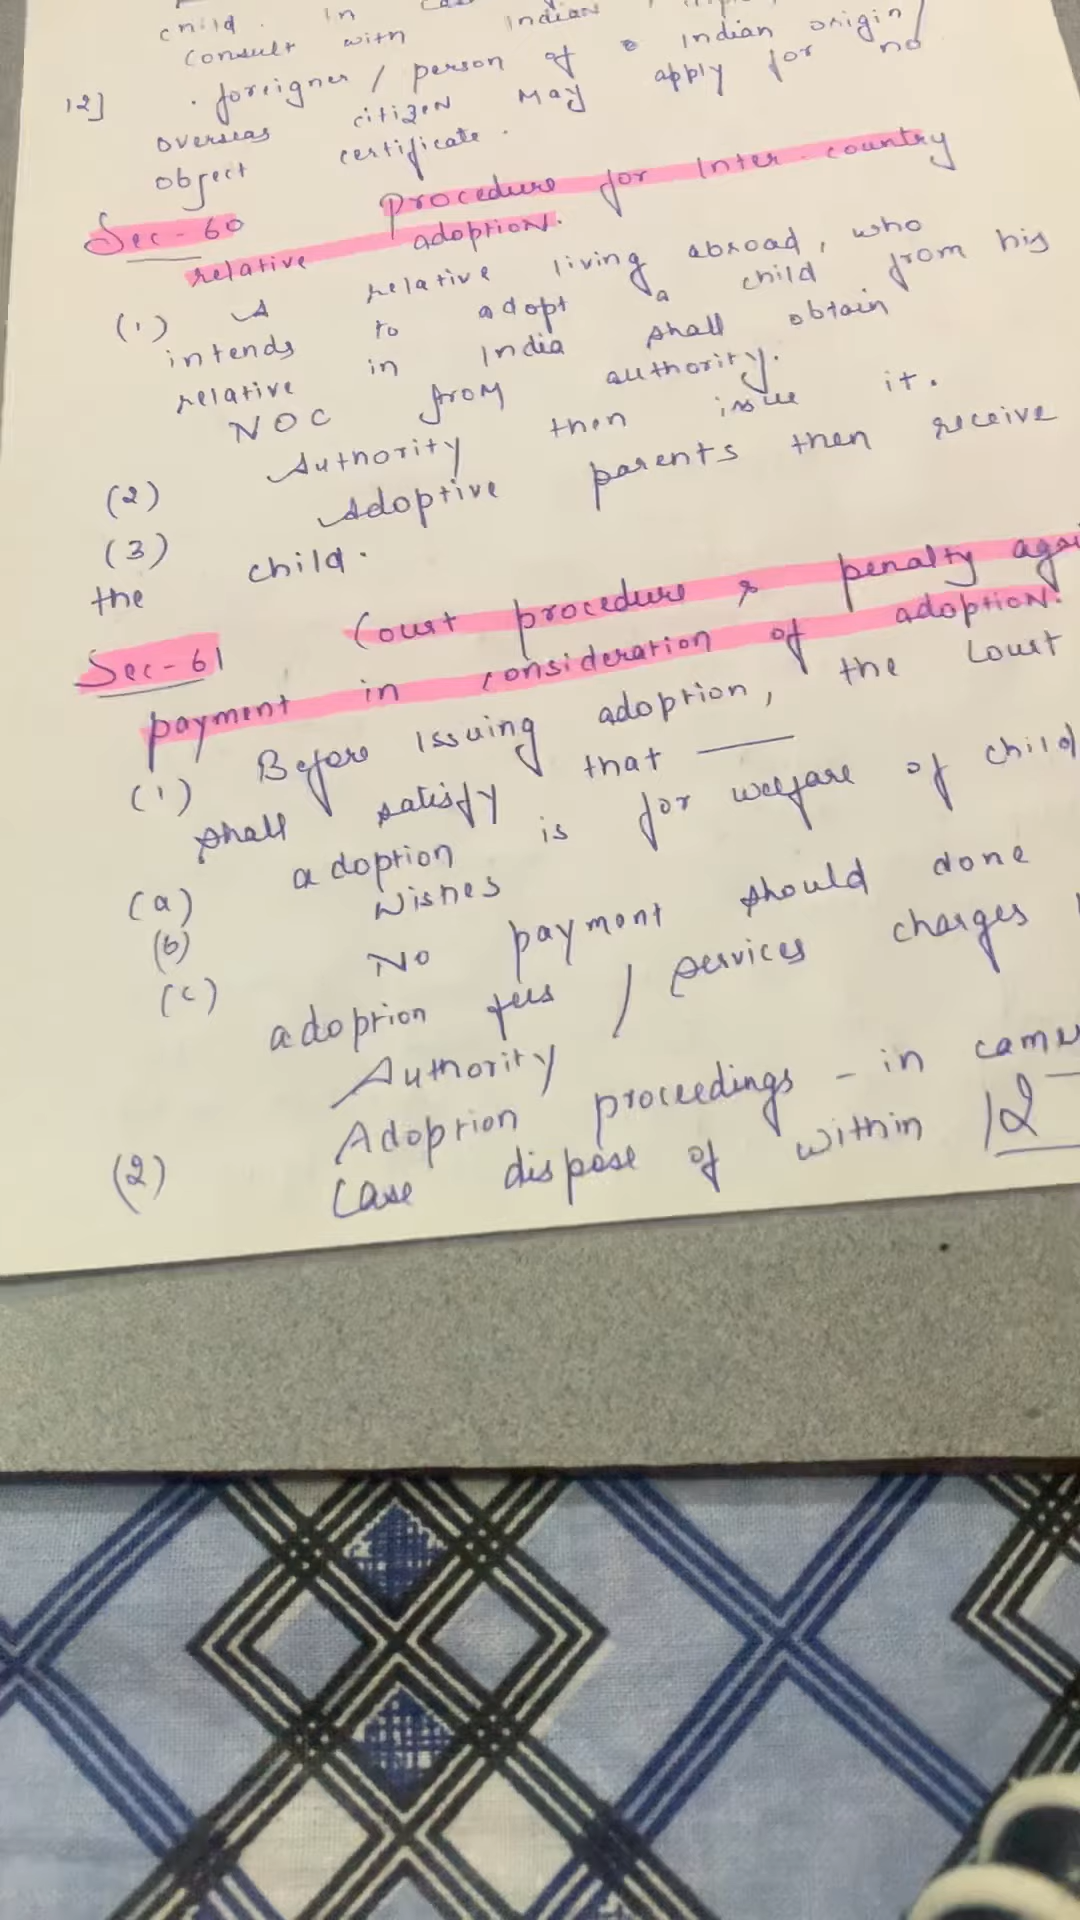 child. In
consult with Indian
12] . foreigner / person of Indian origin/
overseas citizen may apply for no
object certificate.
Sec-60 Procedure for Inter-country
relative adoption.
(1) A relative living abroad, who
intends to adopt a child from his
relative in India shall obtain
NOC from authority.
(2) Authority then issue it.
(3) Adoptive parents then receive
the child.
Sec-61 Court procedure & penalty agai
payment in consideration of adoption.
(1) Before issuing adoption, the Court
shall satisfy that —
(a) adoption is for welfare of child
(b) Wishes
(c) No payment should done
adoption fees / services charges
Authority
(2) Adoption proceedings - in
Case dispose of within 12